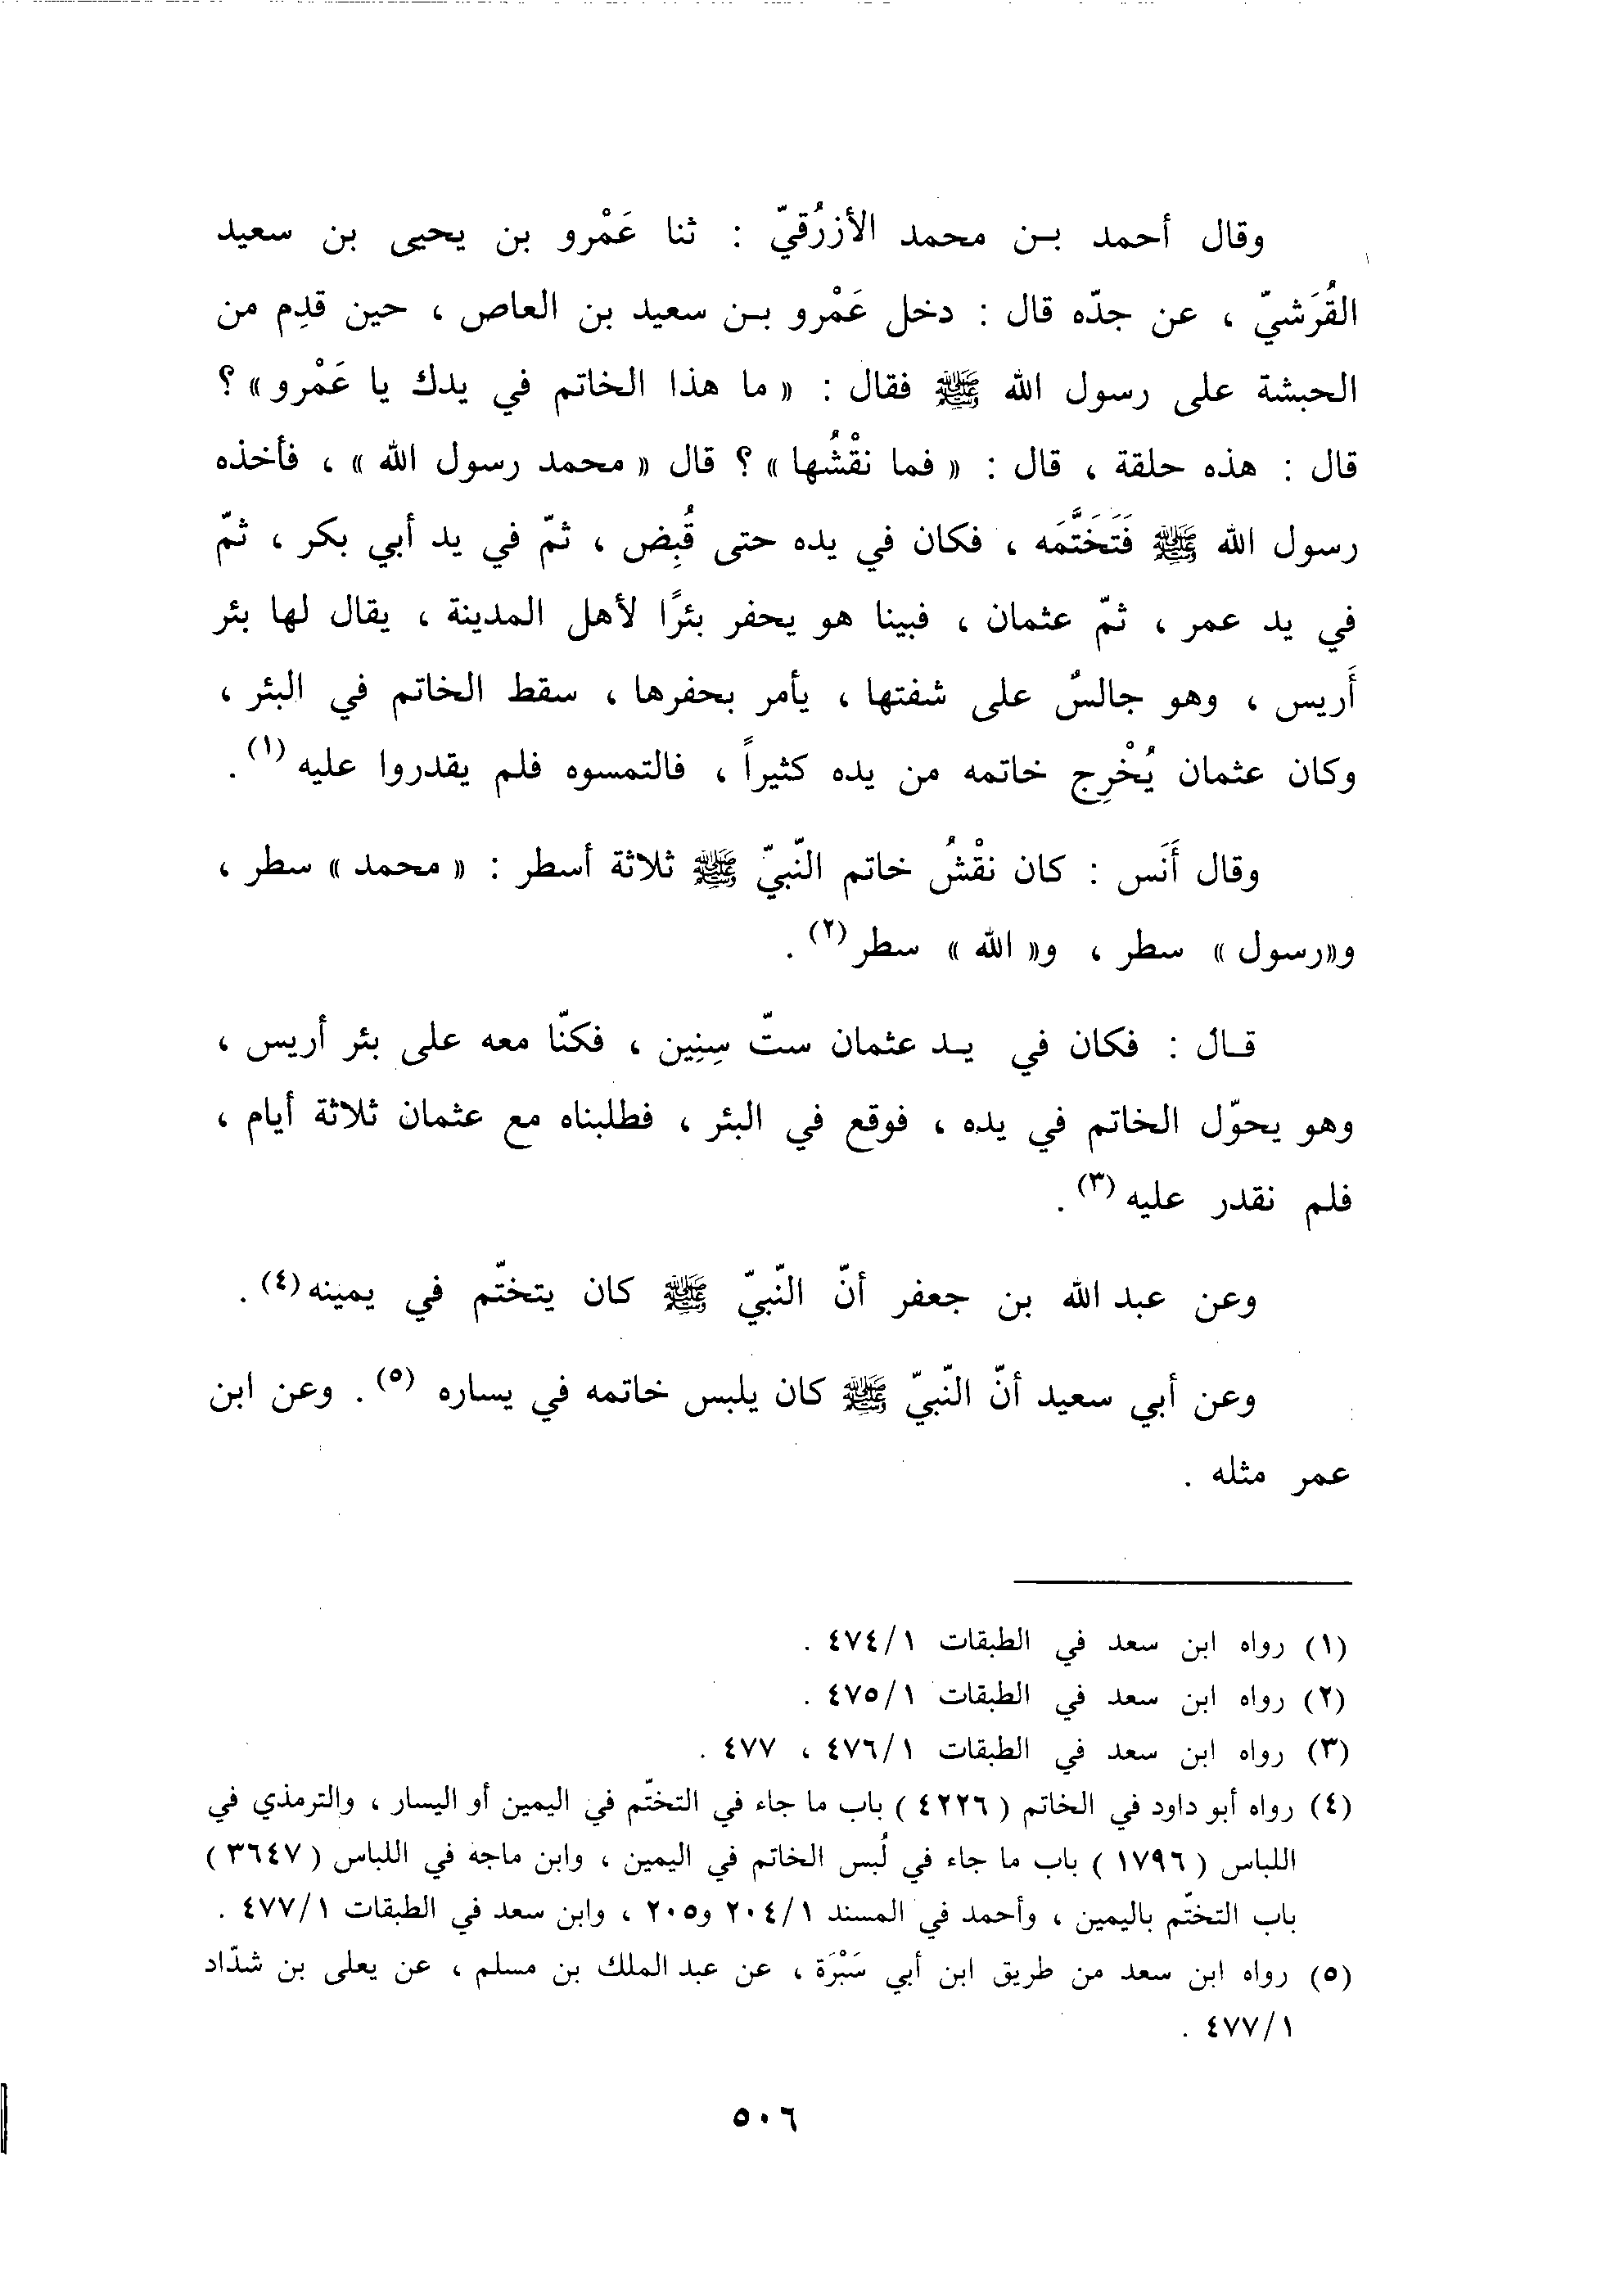 وقال أحمد بن محمد الأزرُقيّ : ثنا عَمْرو بن يحيى بن سعيد
القُرَشيّ ، عن جدّه قال : دخل عَمْرو بن سعيد بن العاص ، حين قدِم من
الحبشة على رسول الله ﷺ فقال : « ما هذا الخاتم في يدك يا عَمْرو » ؟
قال : هذه حلقة ، قال : « فما نقْشُها » ؟ قال « محمد رسول الله » ، فأخذه
رسول الله ﷺ فَتَخَتَّمَه ، فكان في يده حتى قُبِض ، ثمّ في يد أبي بكر ، ثمّ
في يد عمر ، ثمّ عثمان ، فبينا هو يحفر بئرًا لأهل المدينة ، يقال لها بئر
أَريس ، وهو جالسٌ على شفتها ، يأمر بحفرها ، سقط الخاتم في البئر ،
وكان عثمان يُخْرِج خاتمه من يده كثيراً ، فالتمسوه فلم يقدروا عليه (١) .
وقال أَنَس : كان نقْشُ خاتم النّبيّ ﷺ ثلاثة أسطر : « محمد » سطر ،
و«رسول » سطر ، و« الله » سطر (٢) .
قال : فكان في يد عثمان ستّ سِنِين ، فكنّا معه على بئر أريس ،
وهو يحوّل الخاتم في يده ، فوقع في البئر ، فطلبناه مع عثمان ثلاثة أيام ،
فلم نقدر عليه (٣) .
وعن عبد الله بن جعفر أنّ النّبيّ ﷺ كان يتختّم في يمينه (٤) .
وعن أبي سعيد أنّ النّبيّ ﷺ كان يلبس خاتمه في يساره (٥) . وعن ابن
عمر مثله .
(١) رواه ابن سعد في الطبقات ٤٧٤/١ .
(٢) رواه ابن سعد في الطبقات ٤٧٥/١ .
(٣) رواه ابن سعد في الطبقات ٤٧٦/١ ، ٤٧٧ .
(٤) رواه أبو داود في الخاتم ( ٤٢٢٦ ) باب ما جاء في التختّم في اليمين أو اليسار ، والترمذي في
اللباس ( ١٧٩٦ ) باب ما جاء في لُبس الخاتم في اليمين ، وابن ماجه في اللباس ( ٣٦٤٧ )
باب التختّم باليمين ، وأحمد في المسند ٢٠٤/١ و٢٠٥ ، وابن سعد في الطبقات ٤٧٧/١ .
(٥) رواه ابن سعد من طريق ابن أبي سَبْرَة ، عن عبد الملك بن مسلم ، عن يعلى بن شدّاد
٤٧٧/١ .
٥٠٦